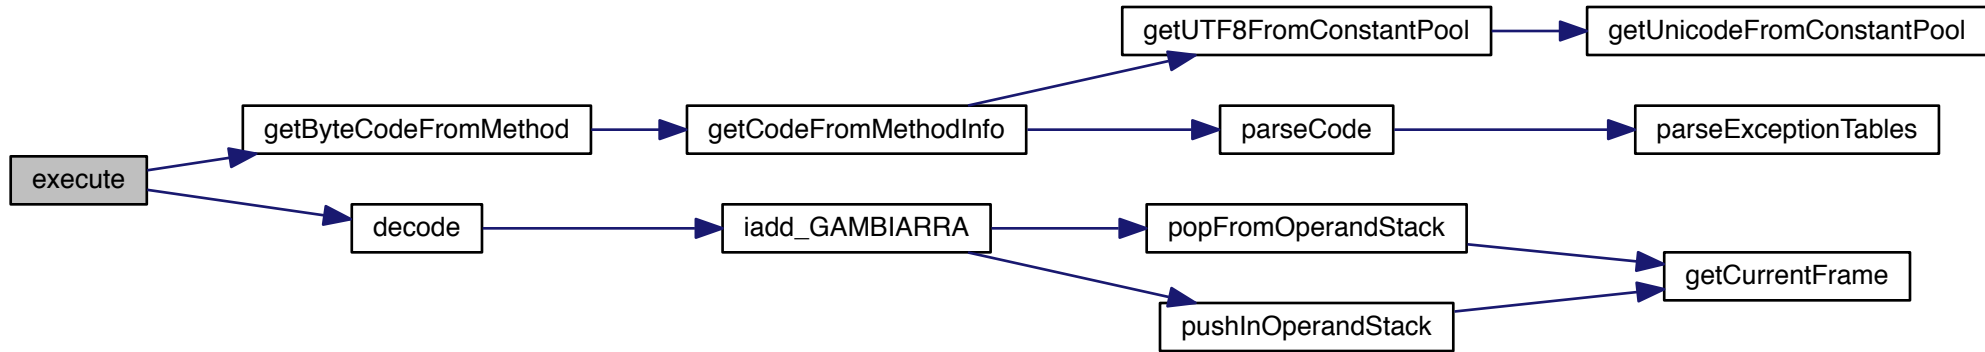 getUTF8FromConstantPool
getUnicodeFromConstantPool
getByteCodeFromMethod
getCodeFromMethodInfo
parseCode
parseExceptionTables
execute
decode
iadd_GAMBIARRA
popFromOperandStack
getCurrentFrame
pushInOperandStack